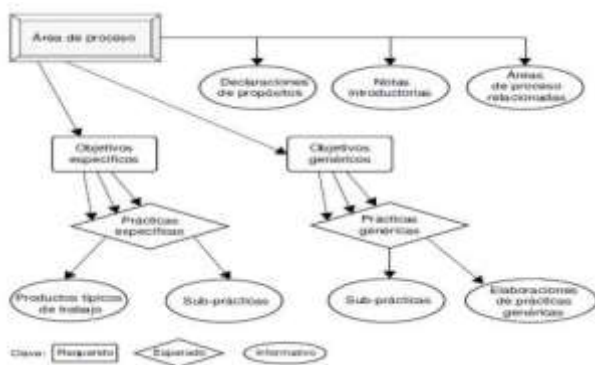 Área de proceso
Declaraciones
de propósitos
Notas
introductorias
Áreas
de proceso
relacionadas
Objetivos
específicos
Objetivos
genéricos
Prácticas
específicas
Prácticas
genéricas
Productos típicos
de trabajo
Sub-prácticas
Sub-prácticas
Elaboraciones
de prácticas
genéricas
Clave: Requesto Esperado Informativo